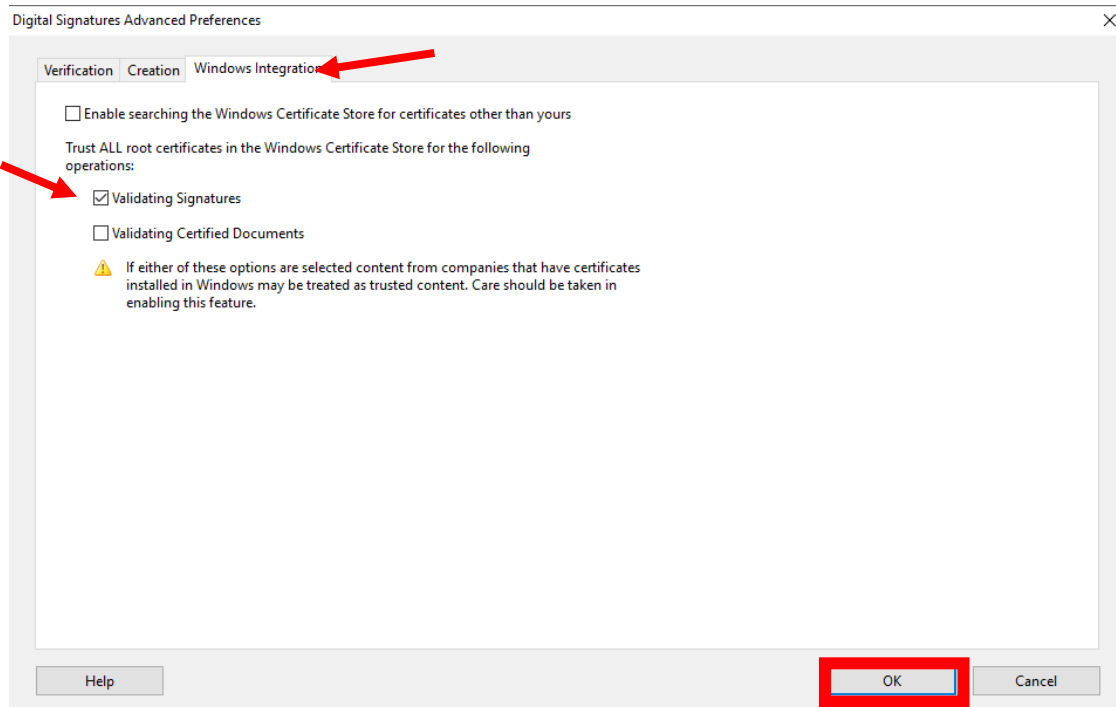 Digital Signatures Advanced Preferences
Verification Creation Windows Integration
Enable searching the Windows Certificate Store for certificates other than yours
Trust ALL root certificates in the Windows Certificate Store for the following
operations:
Validating Signatures
Validating Certified Documents
If either of these options are selected content from companies that have certificates
installed in Windows may be treated as trusted content. Care should be taken in
enabling this feature.
Help OK Cancel